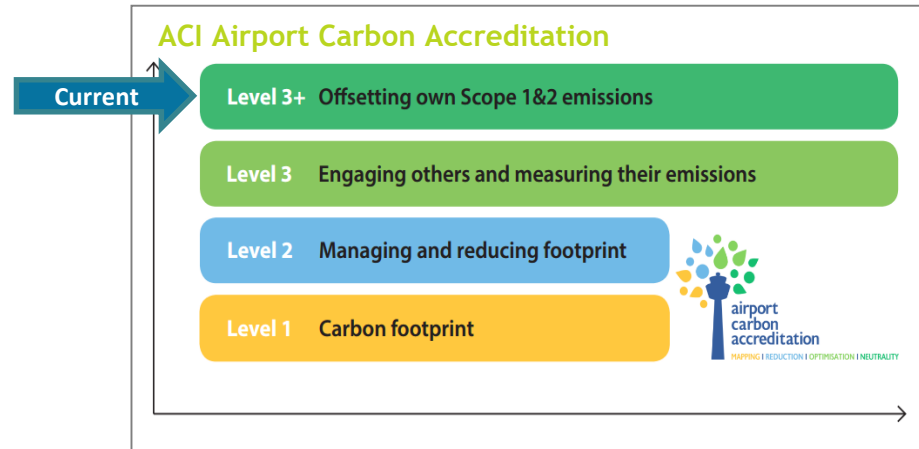 ACI Airport Carbon Accreditation
Current
Level 3+ Offsetting own Scope 1&2 emissions
Level 3 Engaging others and measuring their emissions
Level 2 Managing and reducing footprint
Level 1 Carbon footprint
airport
carbon
accreditation
MAPPING I REDUCTION I OPTIMISATION I NEUTRALITY